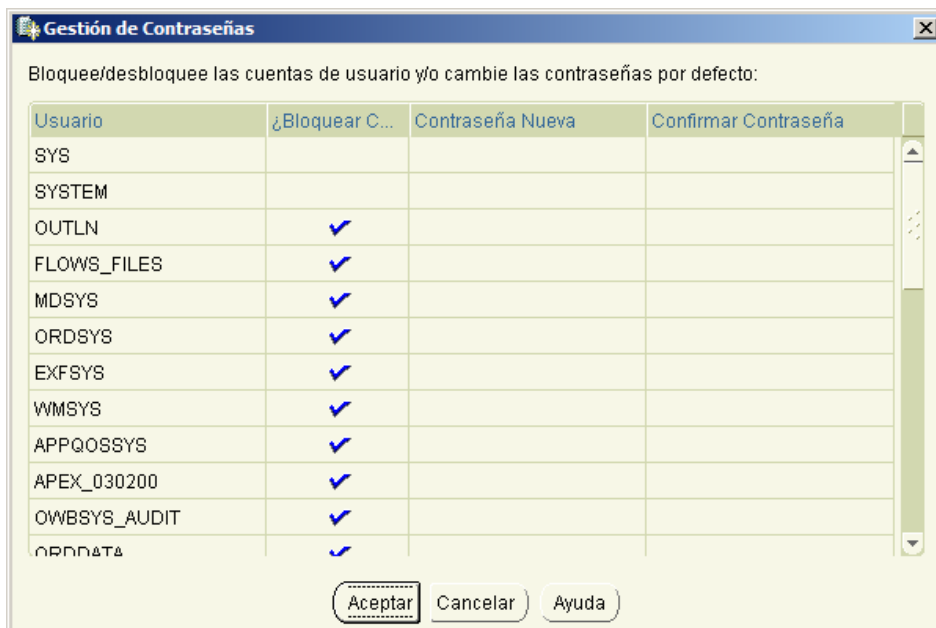 Gestión de Contraseñas
Bloquee/desbloquee las cuentas de usuario y/o cambie las contraseñas por defecto:
Usuario ¿Bloquear C... Contraseña Nueva Confirmar Contraseña
SYS
SYSTEM
OUTLN
FLOWS_FILES
MDSYS
ORDSYS
EXFSYS
WMSYS
APPQOSSYS
APEX_030200
OWBSYS_AUDIT
ORDDATA
Aceptar Cancelar Ayuda